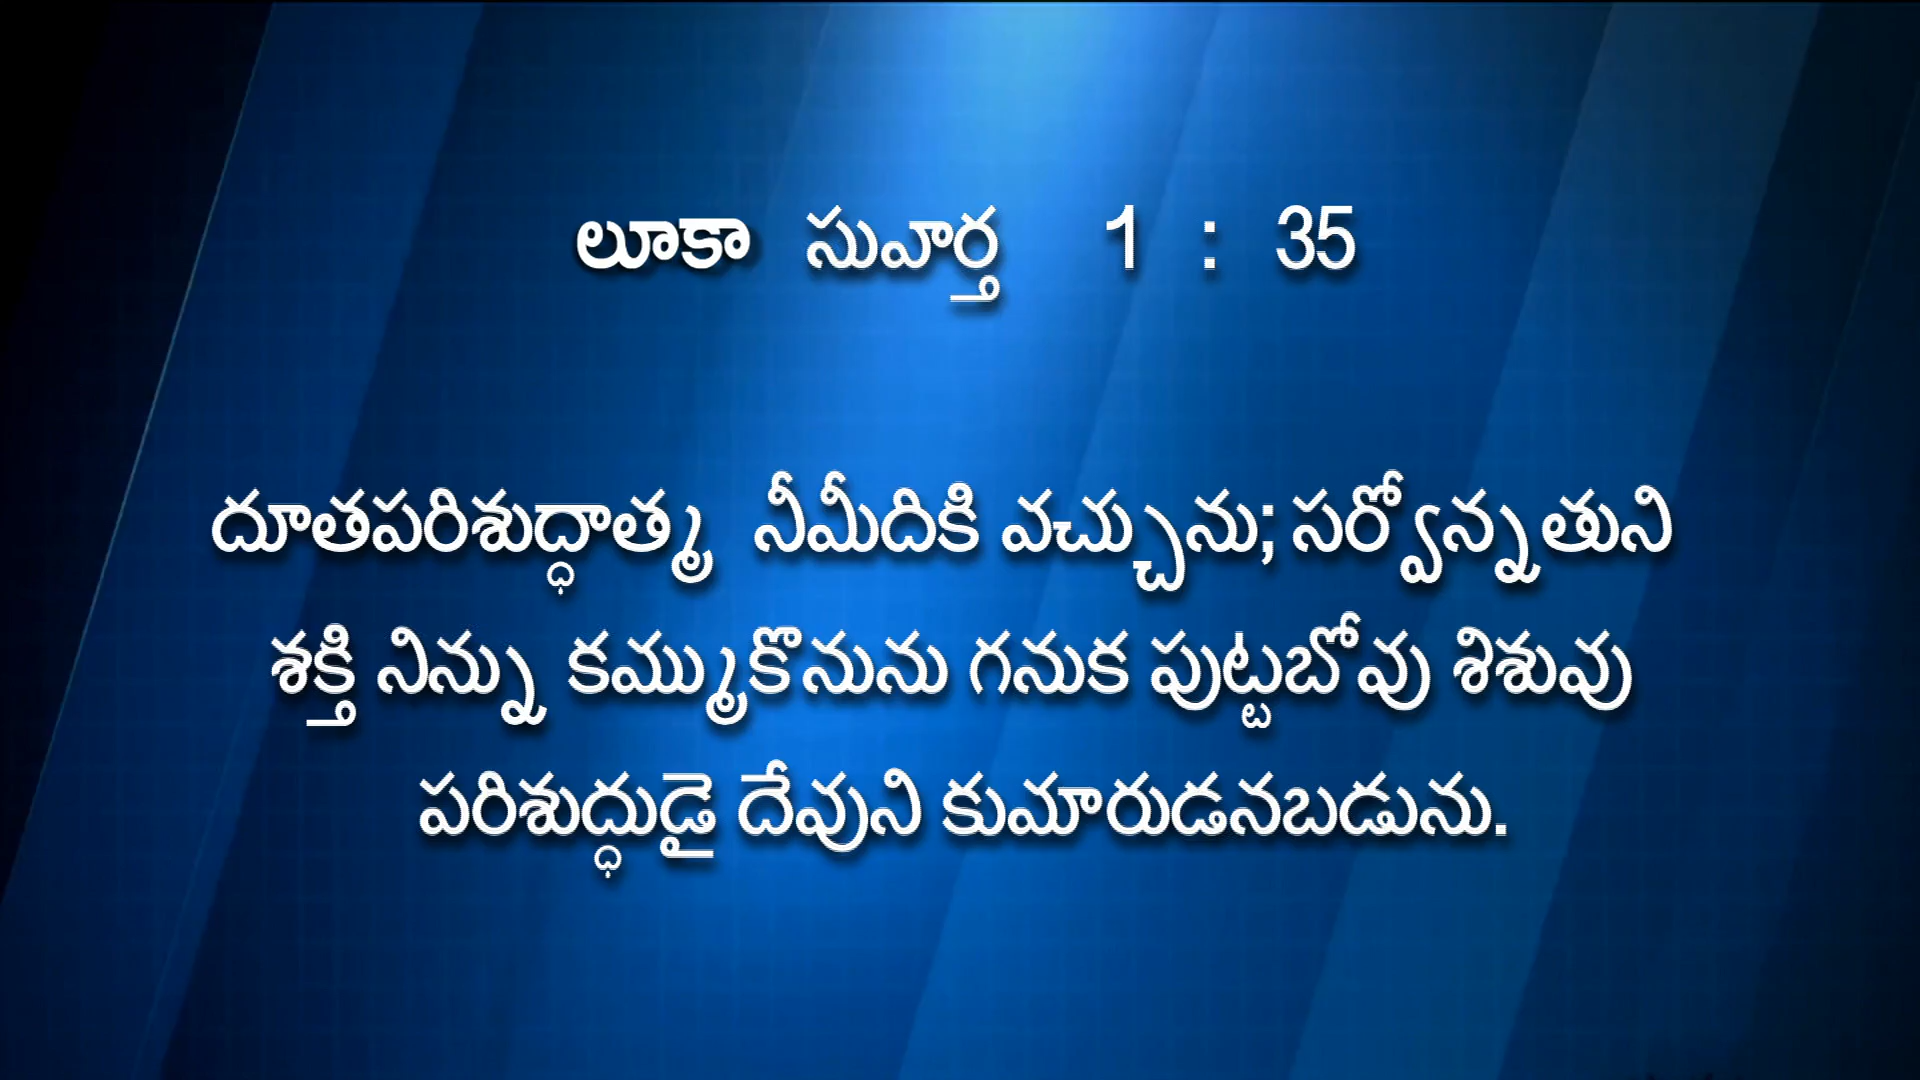 లూకా సువార్త 1 : 35
దూతపరిశుద్ధాత్మ నీమీదికి వచ్చును; సర్వోన్నతుని
శక్తి నిన్ను కమ్ముకొనును గనుక పుట్టబోవు శిశువు
పరిశుద్ధుడై దేవుని కుమారుడనబడును.